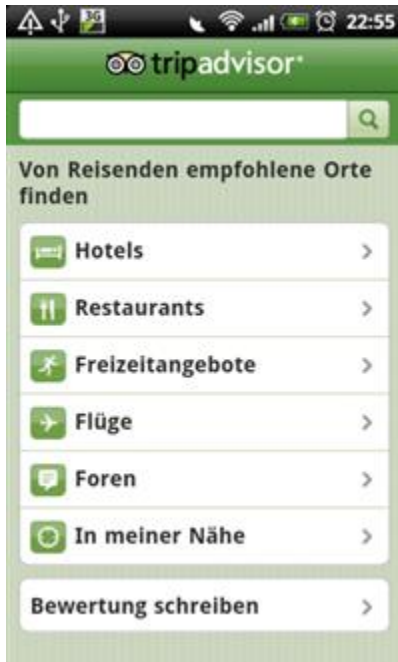 22:55
tripadvisor
Von Reisenden empfohlene Orte
finden
Hotels
Restaurants
Freizeitangebote
Flüge
Foren
In meiner Nähe
Bewertung schreiben